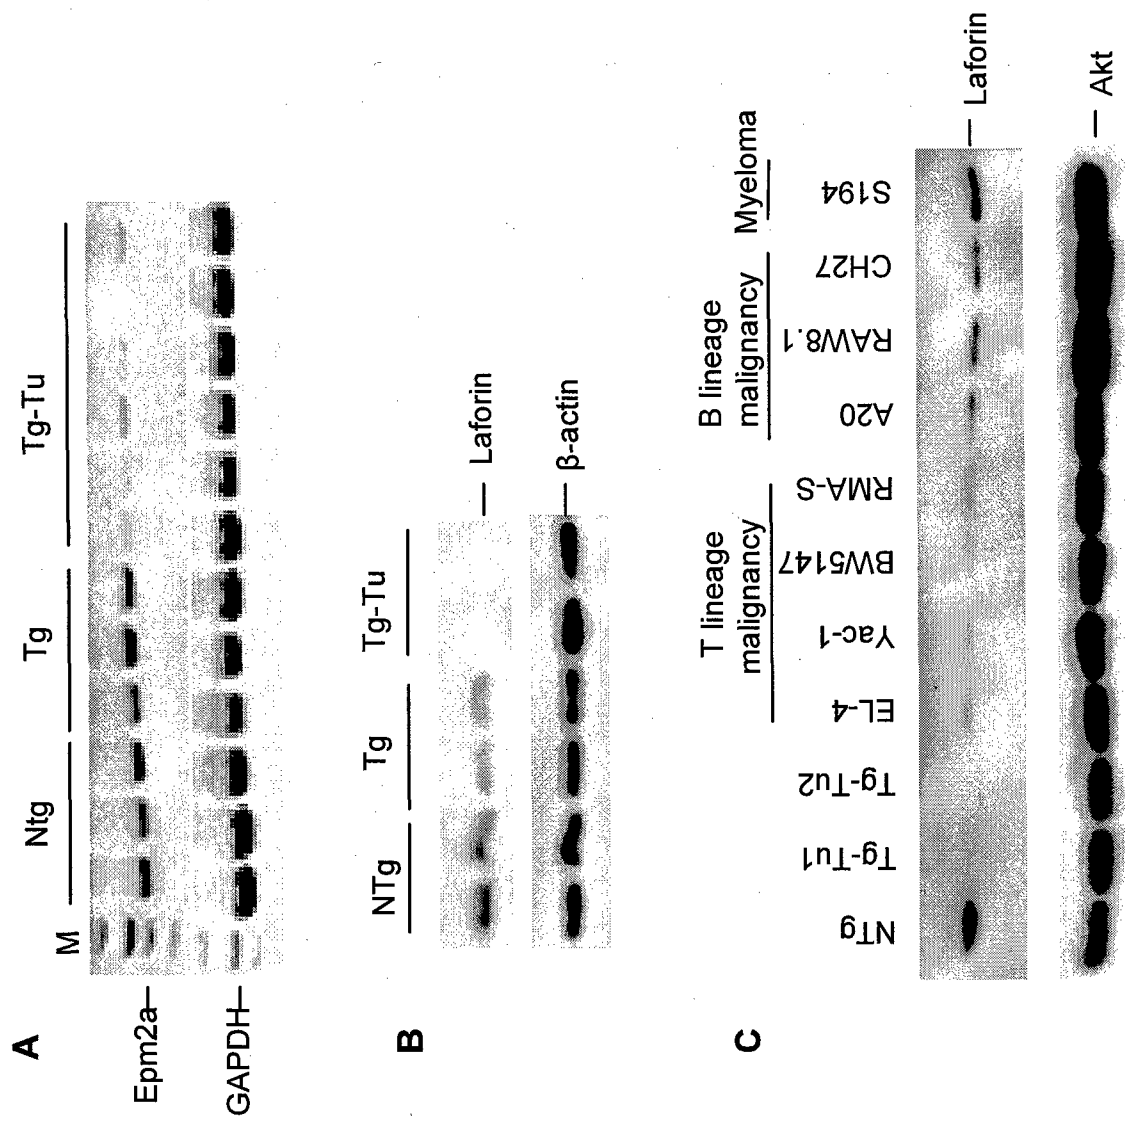 A
M
Ntg
Tg
Tg-Tu
Epm2a
GAPDH
B
NTg
Tg
Tg-Tu
Laforin
β-actin
C
T lineage
malignancy
B lineage
malignancy
Myeloma
NTg
Tg-Tu1
Tg-Tu2
EL-4
Yac-1
BW5147
RMA-S
A20
RAW8.1
CH27
S194
Laforin
Akt